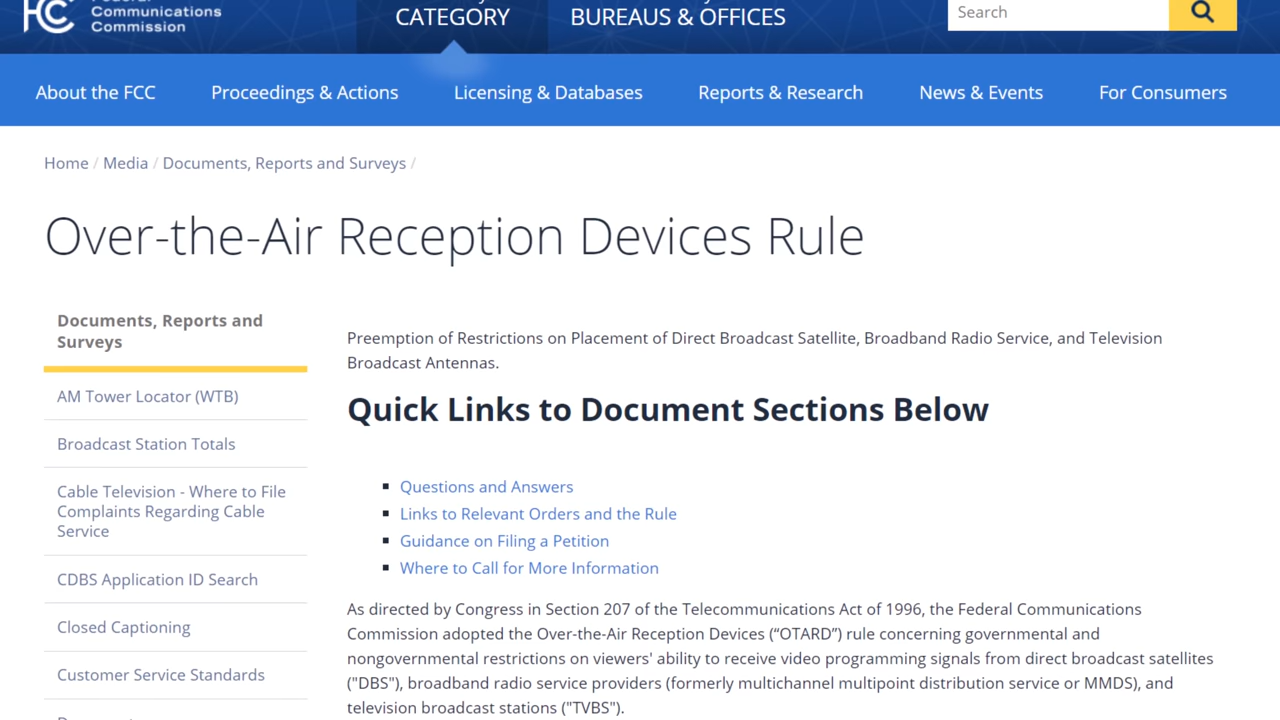 Communications
Commission
CATEGORY
BUREAUS & OFFICES
Search
About the FCC
Proceedings & Actions
Licensing & Databases
Reports & Research
News & Events
For Consumers
Home / Media / Documents, Reports and Surveys /
Over-the-Air Reception Devices Rule
Documents, Reports and
Surveys
AM Tower Locator (WTB)
Broadcast Station Totals
Cable Television - Where to File
Complaints Regarding Cable
Service
CDBS Application ID Search
Closed Captioning
Customer Service Standards
Preemption of Restrictions on Placement of Direct Broadcast Satellite, Broadband Radio Service, and Television
Broadcast Antennas.
Quick Links to Document Sections Below
Questions and Answers
Links to Relevant Orders and the Rule
Guidance on Filing a Petition
Where to Call for More Information
As directed by Congress in Section 207 of the Telecommunications Act of 1996, the Federal Communications
Commission adopted the Over-the-Air Reception Devices (“OTARD”) rule concerning governmental and
nongovernmental restrictions on viewers' ability to receive video programming signals from direct broadcast satellites
("DBS"), broadband radio service providers (formerly multichannel multipoint distribution service or MMDS), and
television broadcast stations ("TVBS").